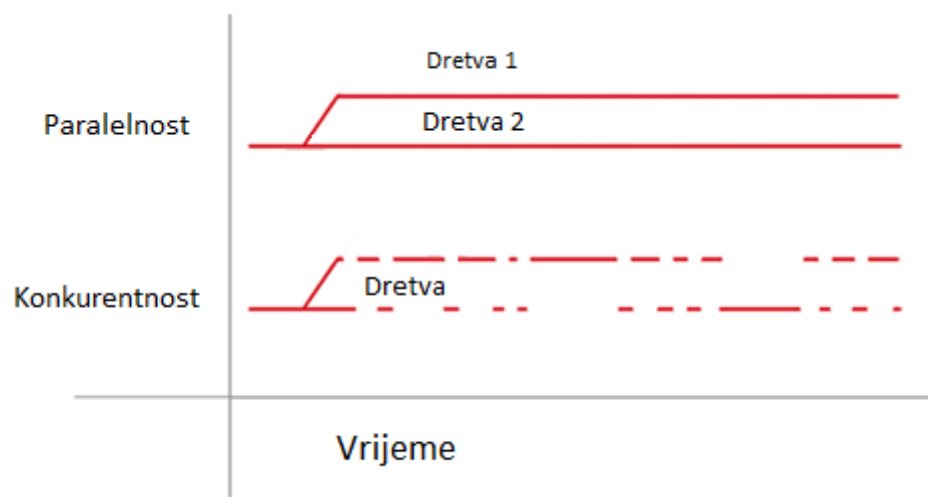 Dretva 1
Paralelnost
Dretva 2
Dretva
Konkurentnost
Vrijeme